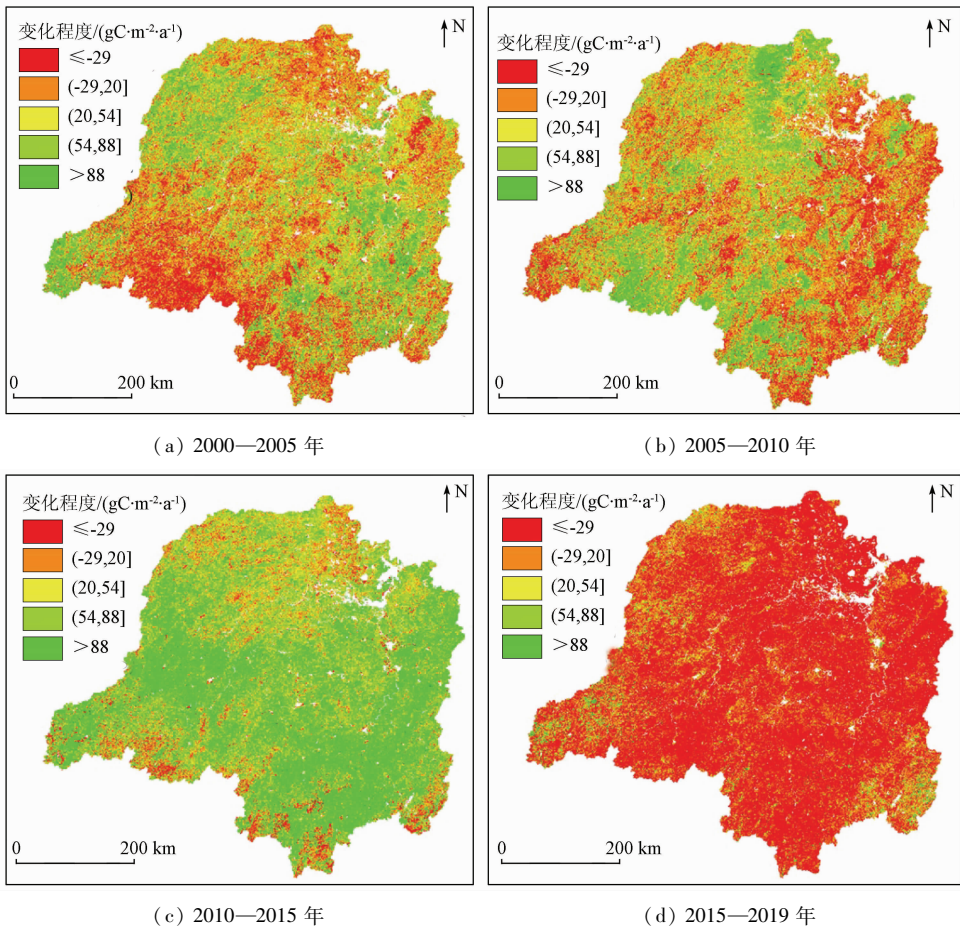 变化程度/(gC·m⁻²·a⁻¹)
≤-29
(-29,20]
(20,54]
(54,88]
>88
N
0 200 km
(a) 2000—2005 年
变化程度/(gC·m⁻²·a⁻¹)
≤-29
(-29,20]
(20,54]
(54,88]
>88
N
0 200 km
(b) 2005—2010 年
变化程度/(gC·m⁻²·a⁻¹)
≤-29
(-29,20]
(20,54]
(54,88]
>88
N
0 200 km
(c) 2010—2015 年
变化程度/(gC·m⁻²·a⁻¹)
≤-29
(-29,20]
(20,54]
(54,88]
>88
N
0 200 km
(d) 2015—2019 年